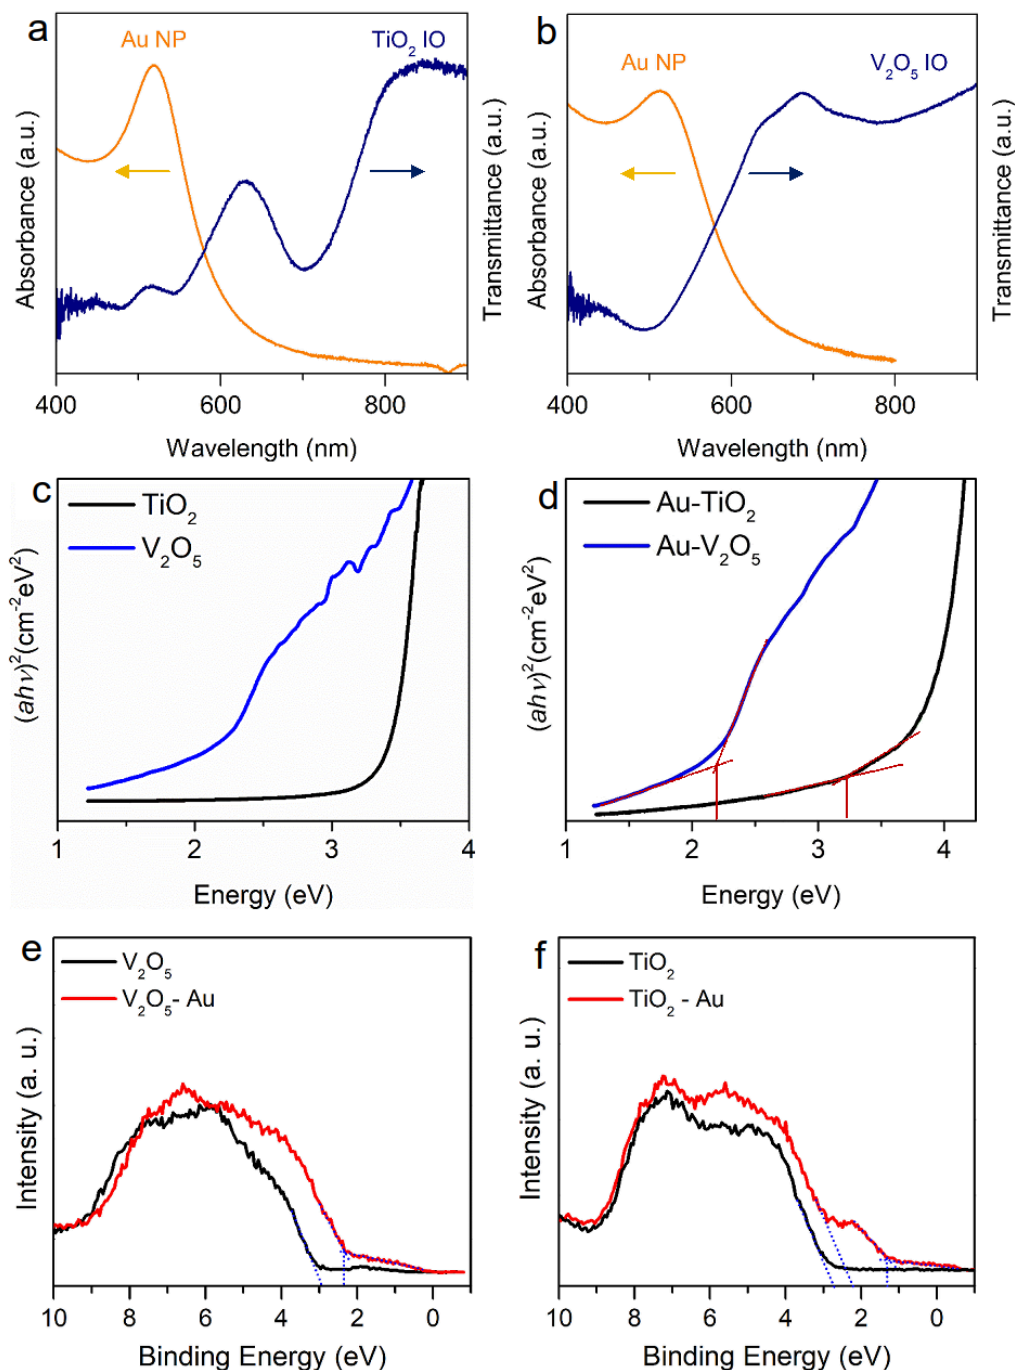 a
Au NP
TiO₂ IO
Absorbance (a.u.)
Transmittance (a.u.)
400 600 800
Wavelength (nm)
b
Au NP
V₂O₅ IO
Absorbance (a.u.)
Transmittance (a.u.)
400 600 800
Wavelength (nm)
c
TiO₂
V₂O₅
(ahν)²(cm⁻²eV²)
1 2 3 4
Energy (eV)
d
Au-TiO₂
Au-V₂O₅
(ahν)²(cm⁻²eV²)
1 2 3 4
Energy (eV)
e
V₂O₅
V₂O₅- Au
Intensity (a. u.)
10 8 6 4 2 0
Binding Energy (eV)
f
TiO₂
TiO₂ - Au
Intensity (a. u.)
10 8 6 4 2 0
Binding Energy (eV)